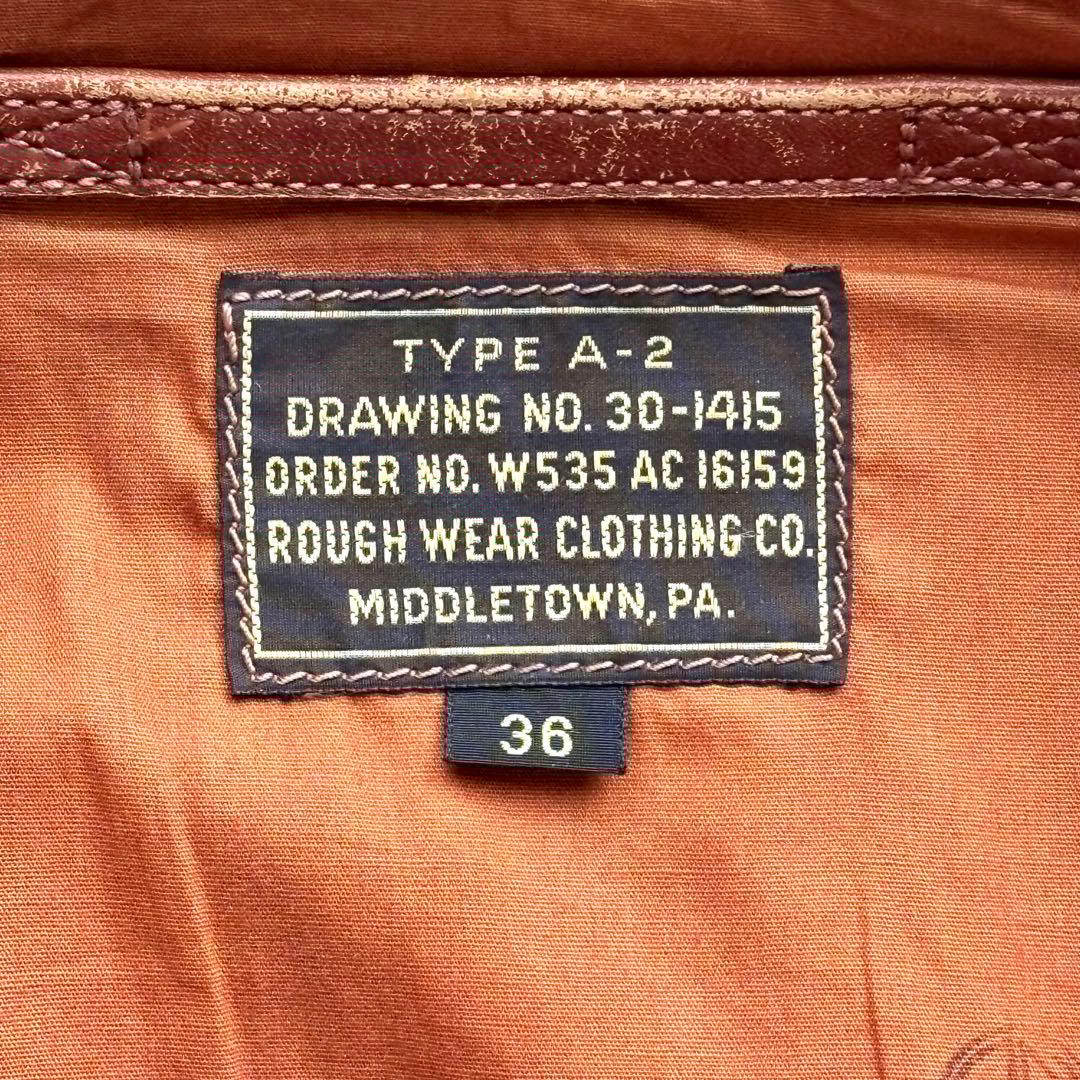 TYPE A-2
DRAWING NO. 30-1415
ORDER NO. W535 AC 16159
ROUGH WEAR CLOTHING CO.
MIDDLETOWN, PA.
36